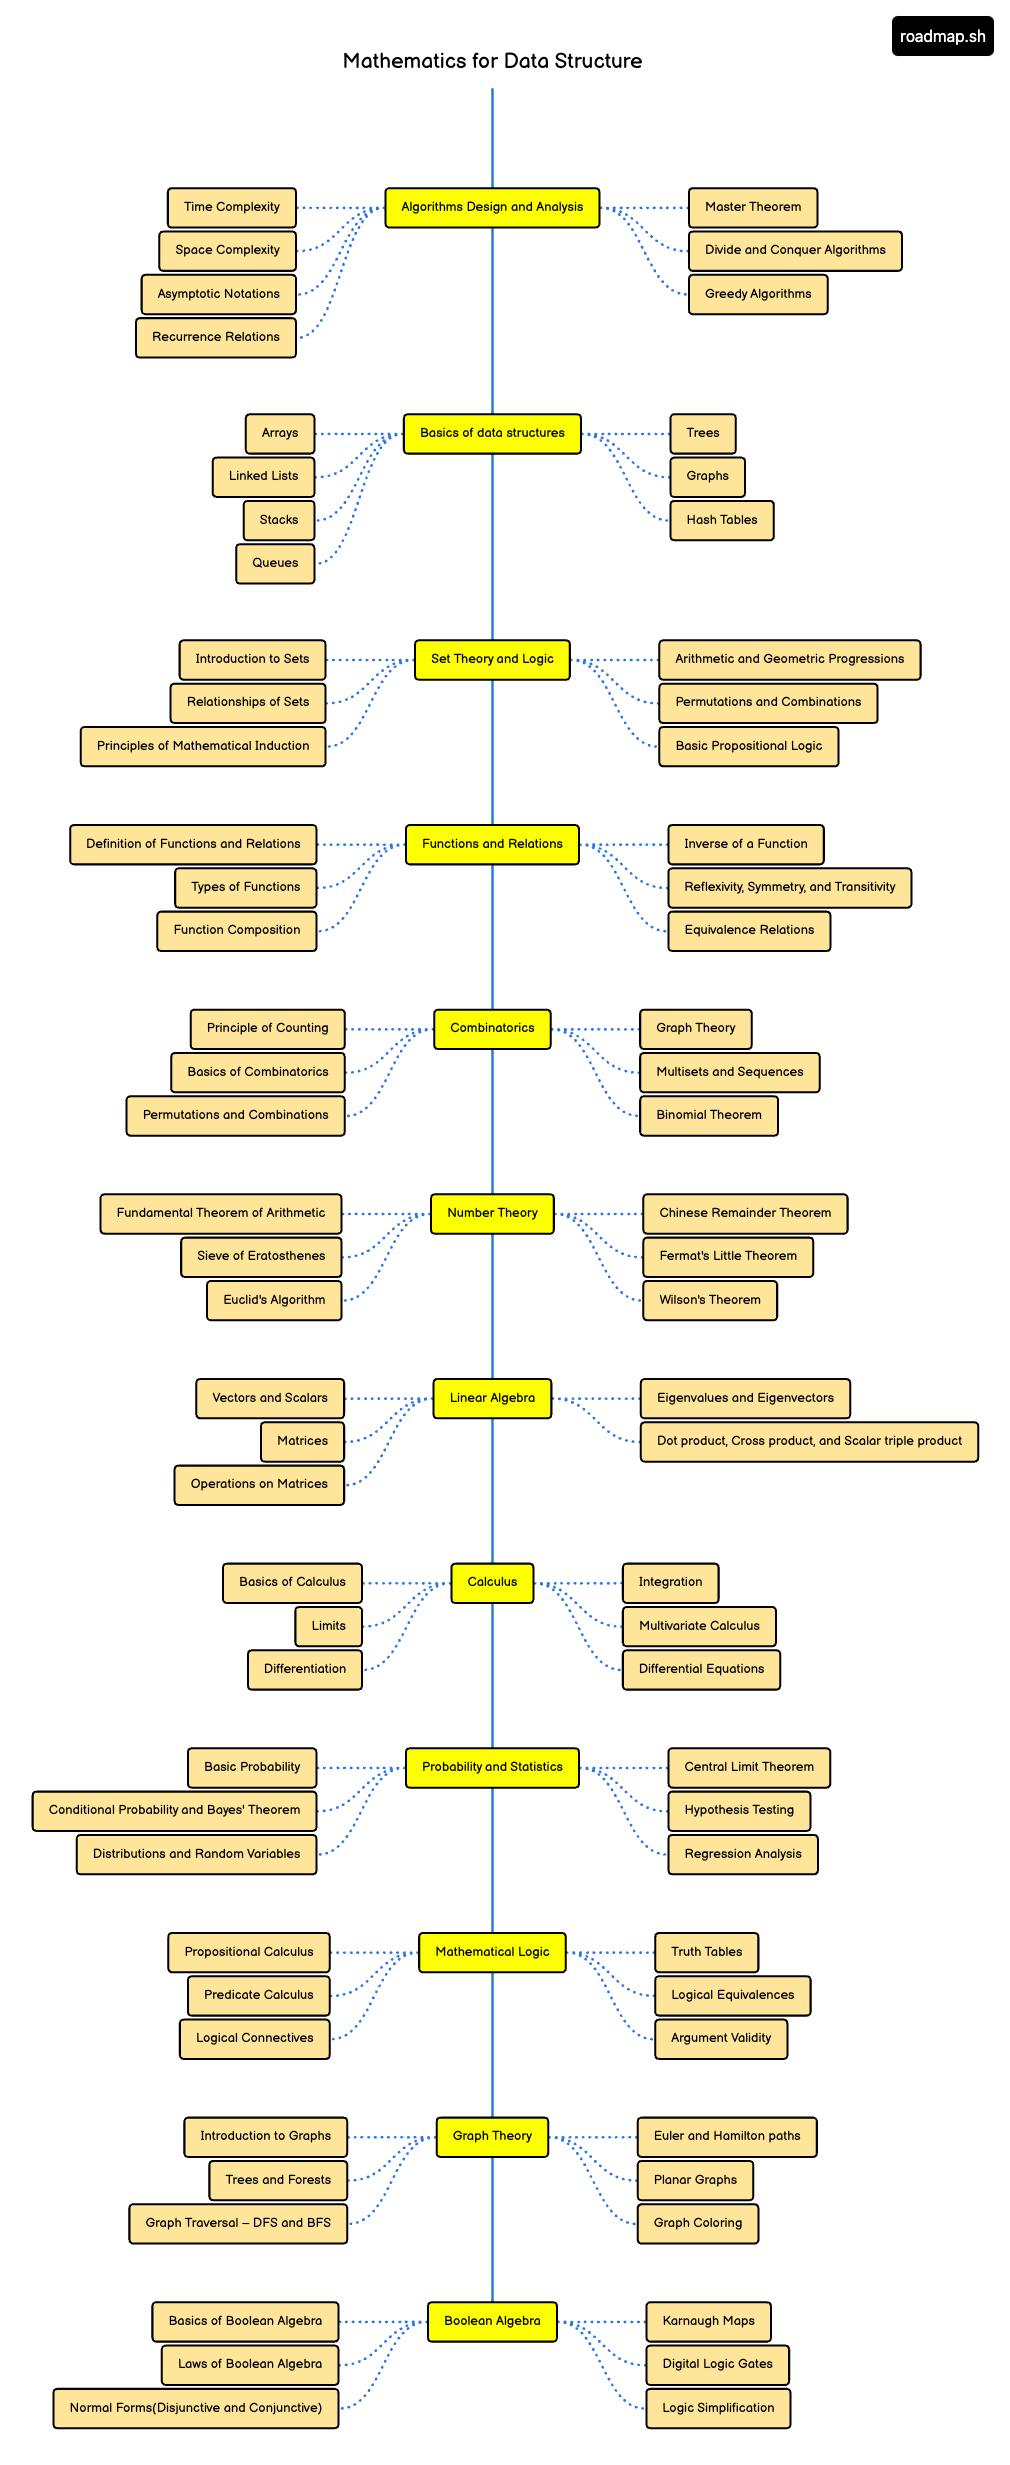 roadmap.sh
Mathematics for Data Structure
Algorithms Design and Analysis
Time Complexity
Space Complexity
Asymptotic Notations
Recurrence Relations
Master Theorem
Divide and Conquer Algorithms
Greedy Algorithms
Basics of data structures
Arrays
Linked Lists
Stacks
Queues
Trees
Graphs
Hash Tables
Set Theory and Logic
Introduction to Sets
Relationships of Sets
Principles of Mathematical Induction
Arithmetic and Geometric Progressions
Permutations and Combinations
Basic Propositional Logic
Functions and Relations
Definition of Functions and Relations
Types of Functions
Function Composition
Inverse of a Function
Reflexivity, Symmetry, and Transitivity
Equivalence Relations
Combinatorics
Principle of Counting
Basics of Combinatorics
Permutations and Combinations
Graph Theory
Multisets and Sequences
Binomial Theorem
Number Theory
Fundamental Theorem of Arithmetic
Sieve of Eratosthenes
Euclid's Algorithm
Chinese Remainder Theorem
Fermat's Little Theorem
Wilson's Theorem
Linear Algebra
Vectors and Scalars
Matrices
Operations on Matrices
Eigenvalues and Eigenvectors
Dot product, Cross product, and Scalar triple product
Calculus
Basics of Calculus
Limits
Differentiation
Integration
Multivariate Calculus
Differential Equations
Probability and Statistics
Basic Probability
Conditional Probability and Bayes' Theorem
Distributions and Random Variables
Central Limit Theorem
Hypothesis Testing
Regression Analysis
Mathematical Logic
Propositional Calculus
Predicate Calculus
Logical Connectives
Truth Tables
Logical Equivalences
Argument Validity
Graph Theory
Introduction to Graphs
Trees and Forests
Graph Traversal – DFS and BFS
Euler and Hamilton paths
Planar Graphs
Graph Coloring
Boolean Algebra
Basics of Boolean Algebra
Laws of Boolean Algebra
Normal Forms(Disjunctive and Conjunctive)
Karnaugh Maps
Digital Logic Gates
Logic Simplification